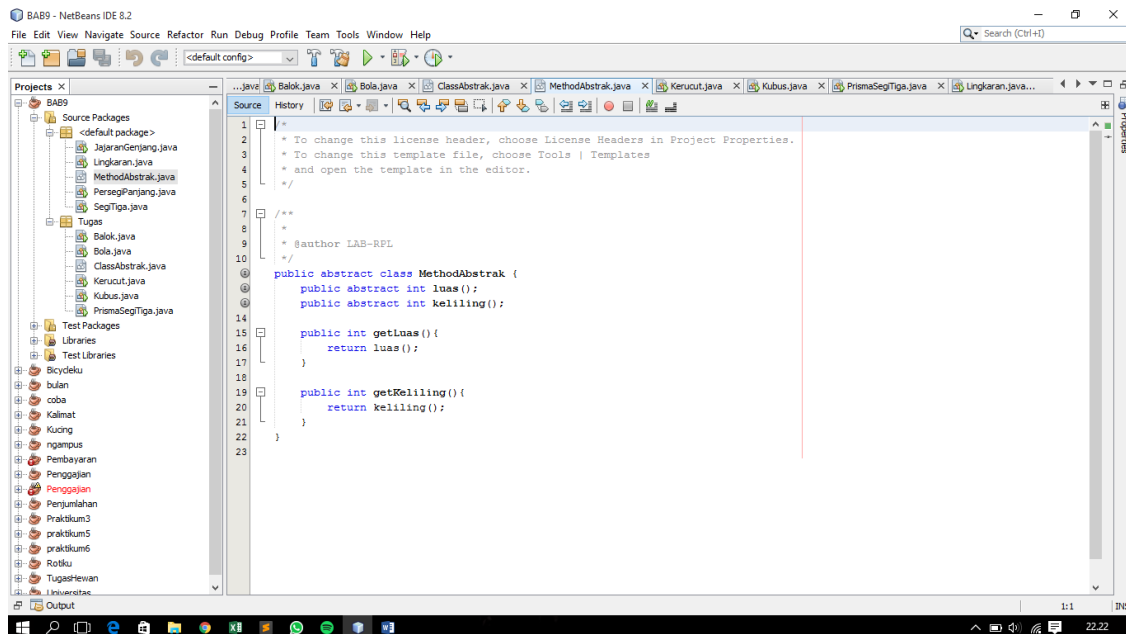 BAB9 - NetBeans IDE 8.2
File Edit View Navigate Source Refactor Run Debug Profile Team Tools Window Help
Search (Ctrl+I)
<default config>
Projects
...java Balok.java Bola.java ClassAbstrak.java MethodAbstrak.java Kerucut.java Kubus.java PrismaSegiTiga.java Lingkaran.java...
Source History
Properties
BAB9
Source Packages
<default package>
JajaranGenjang.java
Lingkaran.java
MethodAbstrak.java
PersegiPanjang.java
SegiTiga.java
Tugas
Balok.java
Bola.java
ClassAbstrak.java
Kerucut.java
Kubus.java
PrismaSegiTiga.java
Test Packages
Libraries
Test Libraries
Bicycleku
bulan
coba
Kalimat
Kucing
ngampus
Pembayaran
Penggajian
Penggajian
Penjumlahan
Praktikum3
praktikum5
praktikum6
Rotiku
TugasHewan
Universitas
1 /*
2 * To change this license header, choose License Headers in Project Properties.
3 * To change this template file, choose Tools | Templates
4 * and open the template in the editor.
5 */
6
7 /**
8 *
9 * @author LAB-RPL
10 */
public abstract class MethodAbstrak {
public abstract int luas();
public abstract int keliling();
14
15 public int getLuas(){
16 return luas();
17 }
18
19 public int getKeliling(){
20 return keliling();
21 }
22 }
23
Output
1:1 INS
22.22